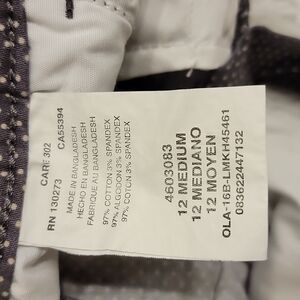 CARE 302
RN 130273 CA55394
MADE IN BANGLADESH
HECHO EN BANGLADESH
FABRIQUE AU BANGLADESH
97% COTTON 3% SPANDEX
97% ALGODON 3% SPANDEX
97% COTON 3% SPANDEX
4603083
12 MEDIUM
12 MEDIANO
12 MOYEN
OLA-16B-LMKH45461
083622447132